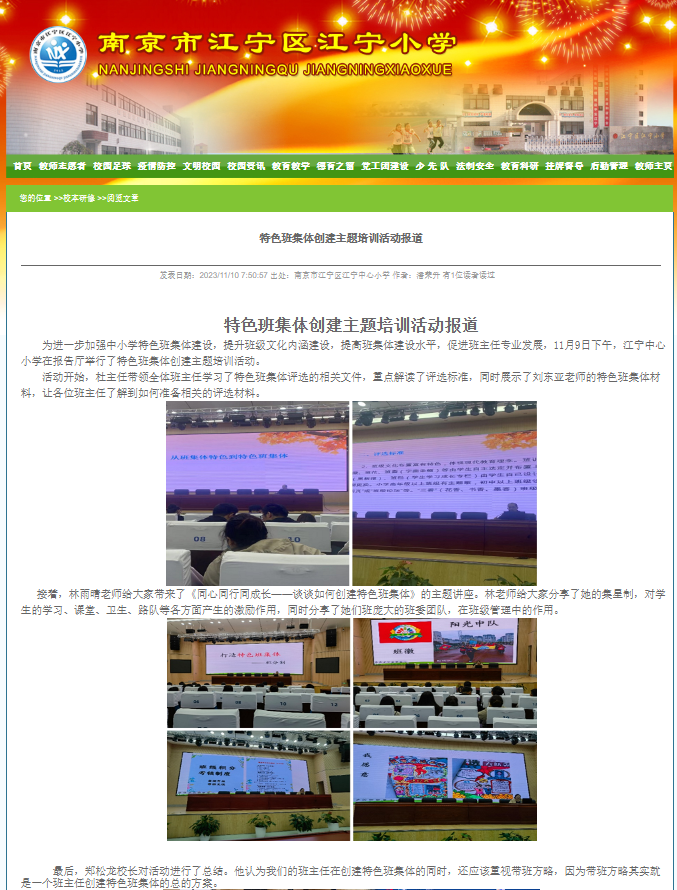 南京市江宁区江宁小学
NANJINGSHI JIANGNINGQU JIANGNINGXIAOXUE
首页 教师志愿者 校园足球 疫情防控 文明校园 校园资讯 教育教学 德育之窗 党工团建设 少先队 法制安全 教育科研 挂牌督导 后勤管理 教师主页
您的位置 >>校本研修 >>阅览文章
特色班集体创建主题培训活动报道
发表日期：2023/11/10 7:50:57 出处：南京市江宁区江宁中心小学 作者：潘荣升 有1位读者读过
特色班集体创建主题培训活动报道
为进一步加强中小学特色班集体建设，提升班级文化内涵建设，提高班集体建设水平，促进班主任专业发展，11月9日下午，江宁中心
小学在报告厅举行了特色班集体创建主题培训活动。
活动开始，杜主任带领全体班主任学习了特色班集体评选的相关文件，重点解读了评选标准，同时展示了刘东亚老师的特色班集体材
料，让各位班主任了解到如何准备相关的评选材料。
从班集体特色到特色班集体
二、评选标准
08
10
接着，林雨晴老师给大家带来了《同心同行同成长——谈谈如何创建特色班集体》的主题讲座。林老师给大家分享了她的集星制，对学
生的学习、课堂、卫生、路队等各方面产生的激励作用，同时分享了她们班庞大的班委团队，在班级管理中的作用。
打造特色班集体
阳光中队
班徽
班级积分
考核制度
我愿意
最后，郑松龙校长对活动进行了总结。他认为我们的班主任在创建特色班集体的同时，还应该重视带班方略，因为带班方略其实就
是一个班主任创建特色班集体的总的方案。